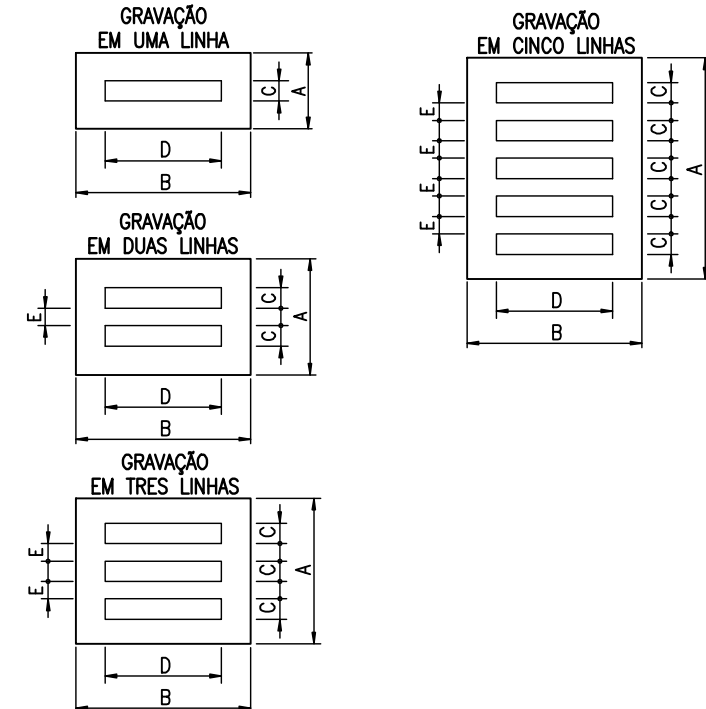 GRAVAÇÃO
EM UMA LINHA
C
A
D
B
GRAVAÇÃO
EM DUAS LINHAS
E
C
C
A
D
B
GRAVAÇÃO
EM TRES LINHAS
E
E
C
C
C
A
D
B
GRAVAÇÃO
EM CINCO LINHAS
E
E
E
E
C
C
C
C
C
A
D
B